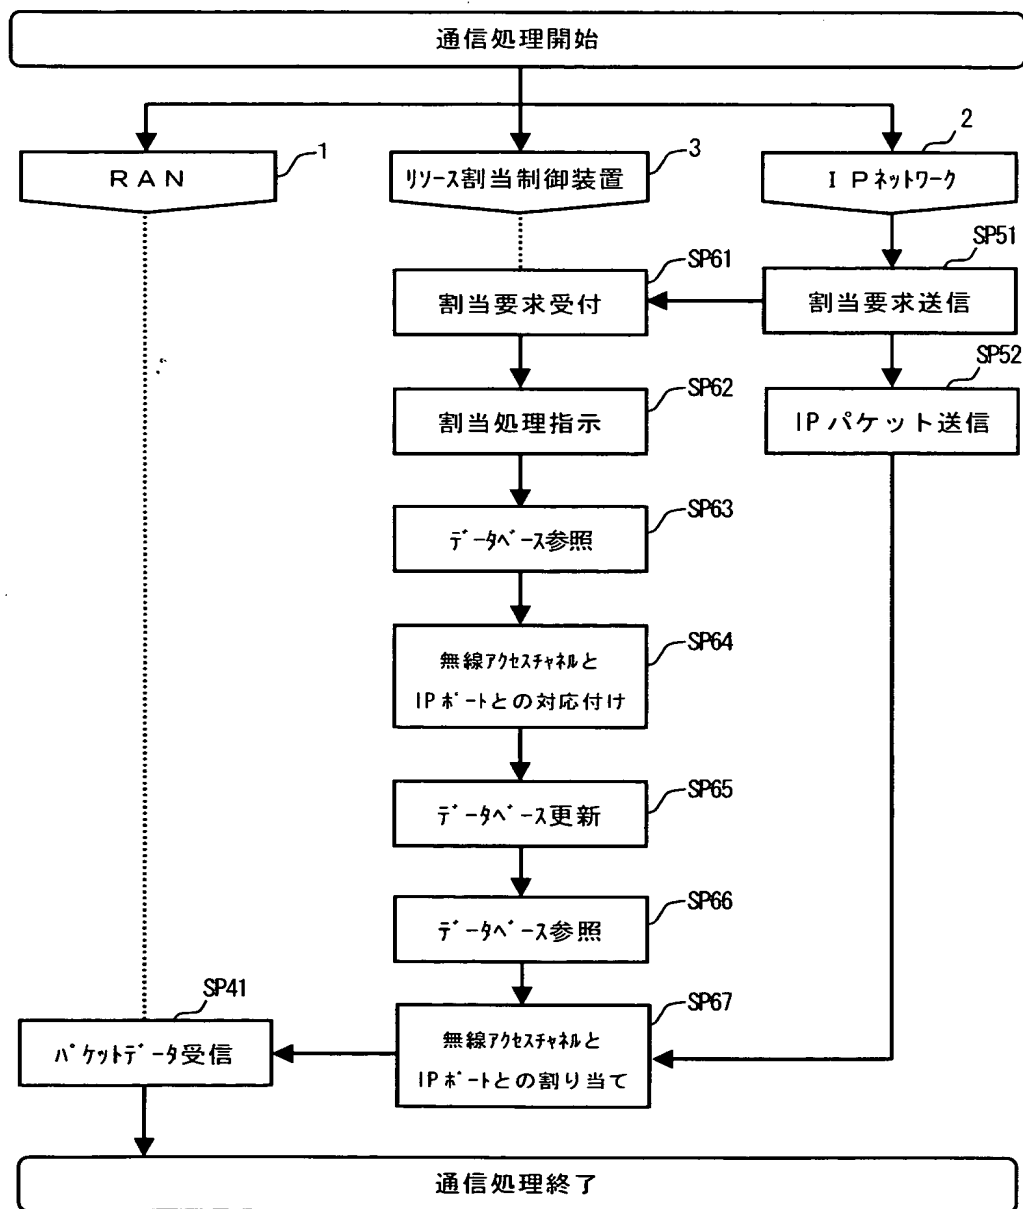 通信処理開始
RAN
1
ﾘｿｰｽ割当制御装置
3
IPﾈｯﾄﾜｰｸ
2
SP61
割当要求受付
SP51
割当要求送信
SP62
割当処理指示
SP52
IPパケット送信
SP63
ﾃﾞｰﾀﾍﾞｰｽ参照
SP64
無線ｱｸｾｽﾁｬﾈﾙと
IPﾎﾟｰﾄとの対応付け
SP65
ﾃﾞｰﾀﾍﾞｰｽ更新
SP66
ﾃﾞｰﾀﾍﾞｰｽ参照
SP41
ﾊﾟｹｯﾄﾃﾞｰﾀ受信
SP67
無線ｱｸｾｽﾁｬﾈﾙと
IPﾎﾟｰﾄとの割り当て
通信処理終了